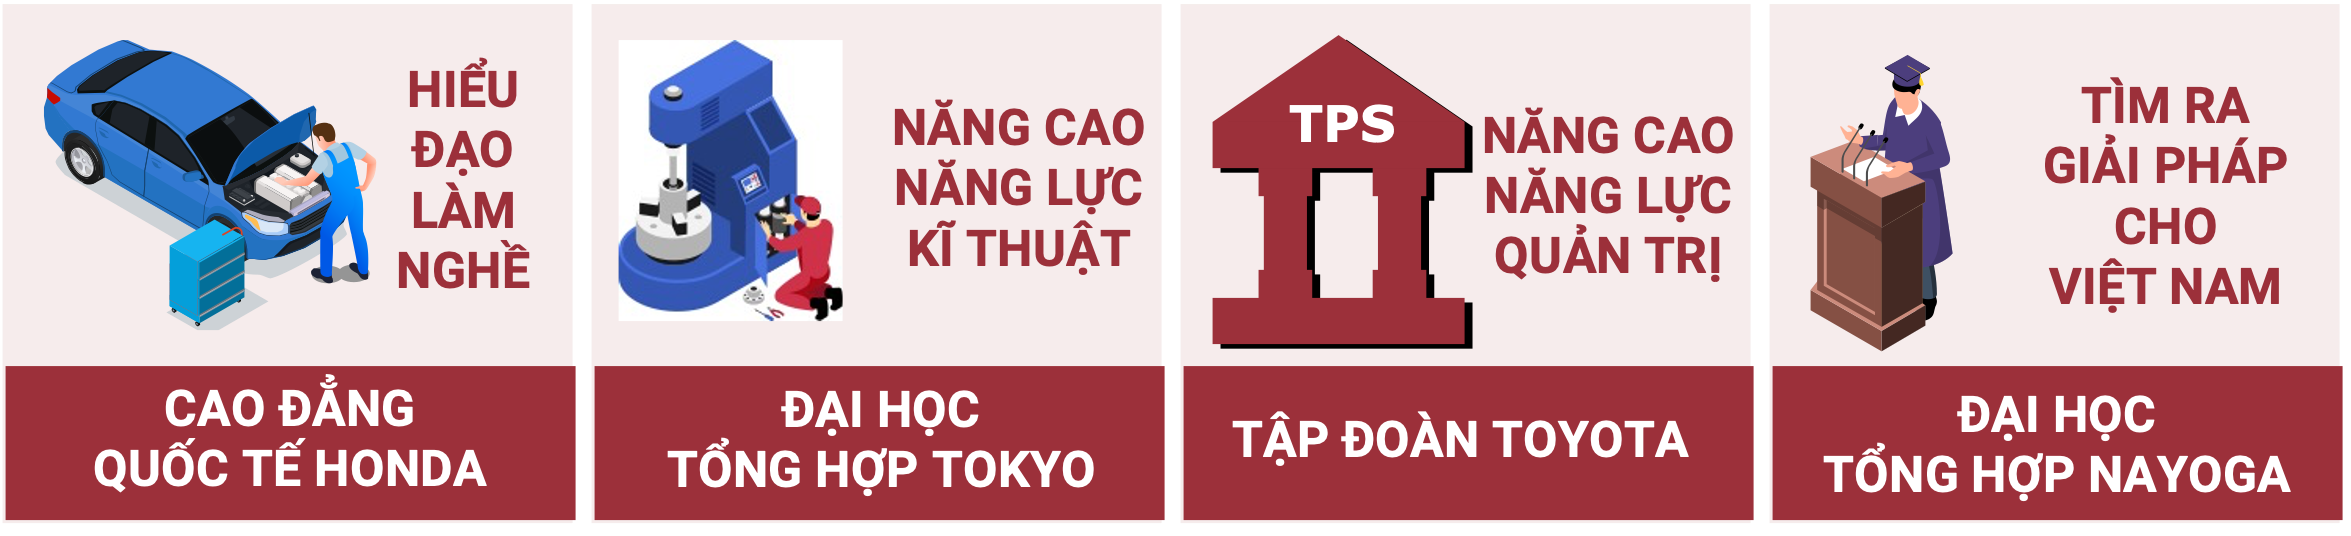 HIỂU
ĐẠO
LÀM
NGHỀ
CAO ĐẲNG
QUỐC TẾ HONDA
NĂNG CAO
NĂNG LỰC
KĨ THUẬT
ĐẠI HỌC
TỔNG HỢP TOKYO
TPS
NĂNG CAO
NĂNG LỰC
QUẢN TRỊ
TẬP ĐOÀN TOYOTA
TÌM RA
GIẢI PHÁP
CHO
VIỆT NAM
ĐẠI HỌC
TỔNG HỢP NAYOGA